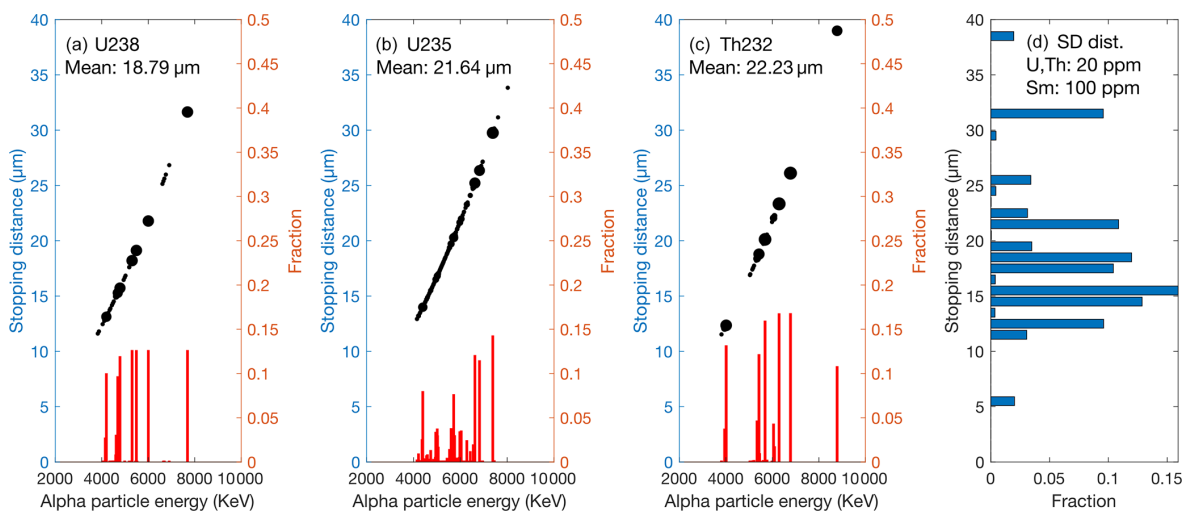 (a) U238
Mean: 18.79 µm
Stopping distance (µm)
40
35
30
25
20
15
10
5
0
0.5
0.45
0.4
0.35
0.3
0.25
0.2
0.15
0.1
0.05
0
Fraction
2000 4000 6000 8000 10000
Alpha particle energy (KeV)
(b) U235
Mean: 21.64 µm
Stopping distance (µm)
40
35
30
25
20
15
10
5
0
0.5
0.45
0.4
0.35
0.3
0.25
0.2
0.15
0.1
0.05
0
Fraction
2000 4000 6000 8000 10000
Alpha particle energy (KeV)
(c) Th232
Mean: 22.23 µm
Stopping distance (µm)
40
35
30
25
20
15
10
5
0
0.5
0.45
0.4
0.35
0.3
0.25
0.2
0.15
0.1
0.05
0
Fraction
2000 4000 6000 8000 10000
Alpha particle energy (KeV)
(d) SD dist.
U,Th: 20 ppm
Sm: 100 ppm
Stopping distance (µm)
40
35
30
25
20
15
10
5
0
0 0.05 0.1 0.15
Fraction